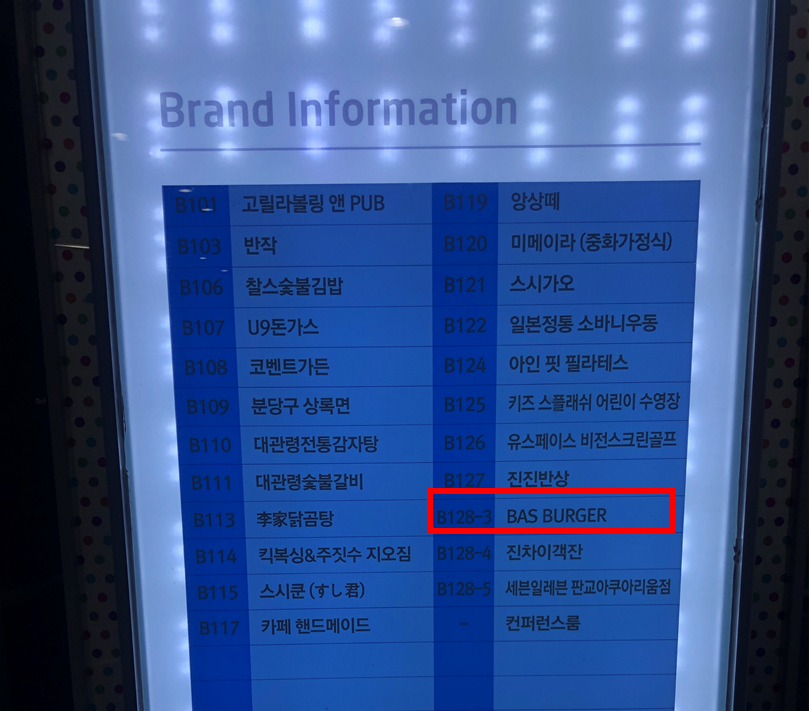 Brand Information
B101 고릴라볼링 앤 PUB
B103 반작
B106 찰스숯불김밥
B107 U9돈가스
B108 코벤트가든
B109 분당구 상록면
B110 대관령전통감자탕
B111 대관령숯불갈비
B113 李家닭곰탕
B114 킥복싱&주짓수 지오짐
B115 스시쿤 (すし君)
B117 카페 핸드메이드
B119 앙상떼
B120 미메이라 (중화가정식)
B121 스시가오
B122 일본정통 소바니우동
B124 아인 핏 필라테스
B125 키즈 스플래쉬 어린이 수영장
B126 유스페이스 비전스크린골프
B127 진진반상
B128-3 BAS BURGER
B128-4 진차이객잔
B128-5 세븐일레븐 판교아쿠아리움점
- 컨퍼런스룸